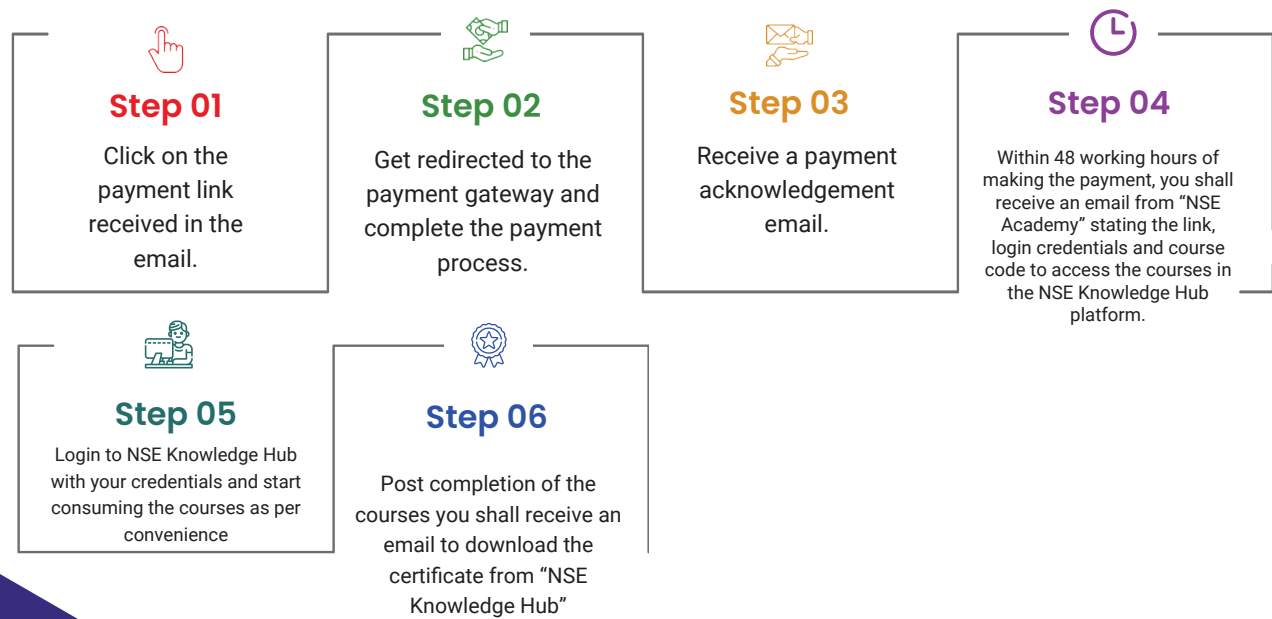 Step 01
Click on the
payment link
received in the
email.
Step 02
Get redirected to the
payment gateway and
complete the payment
process.
Step 03
Receive a payment
acknowledgement
email.
Step 04
Within 48 working hours of
making the payment, you shall
receive an email from “NSE
Academy” stating the link,
login credentials and course
code to access the courses in
the NSE Knowledge Hub
platform.
Step 05
Login to NSE Knowledge Hub
with your credentials and start
consuming the courses as per
convenience
Step 06
Post completion of the
courses you shall receive an
email to download the
certificate from “NSE
Knowledge Hub”